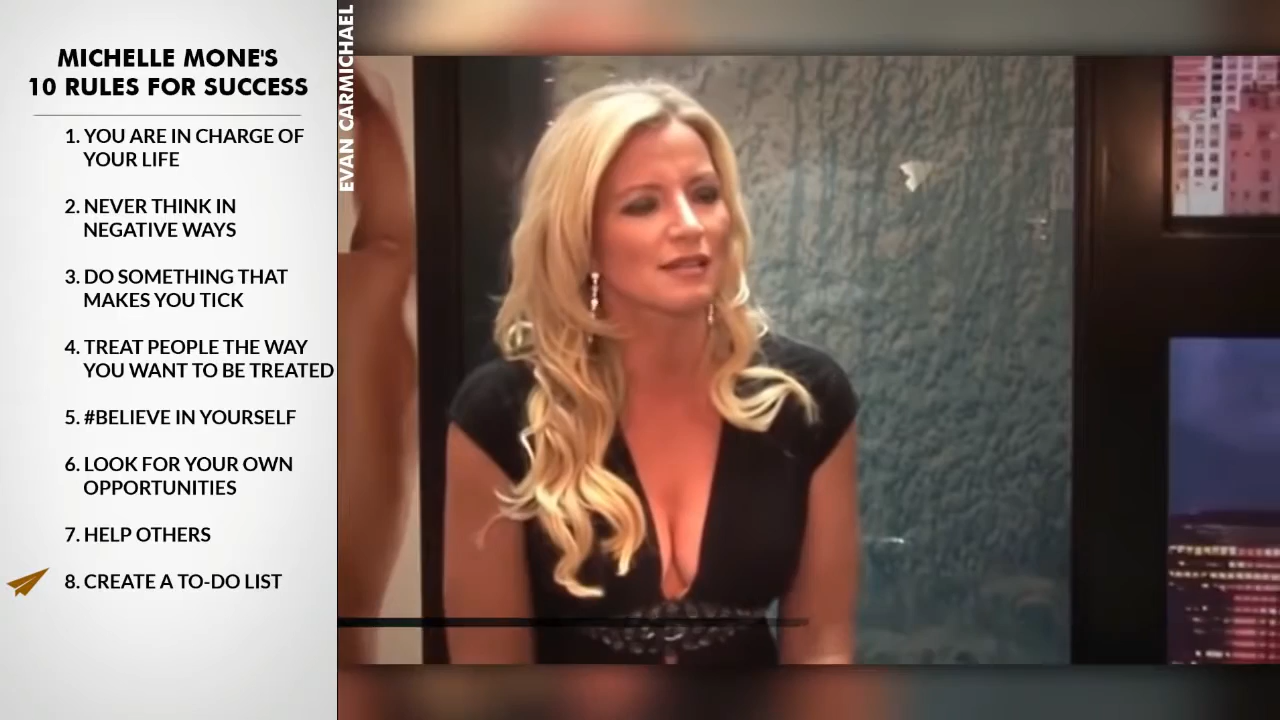 MICHELLE MONE'S
10 RULES FOR SUCCESS
1. YOU ARE IN CHARGE OF
YOUR LIFE
2. NEVER THINK IN
NEGATIVE WAYS
3. DO SOMETHING THAT
MAKES YOU TICK
4. TREAT PEOPLE THE WAY
YOU WANT TO BE TREATED
5. #BELIEVE IN YOURSELF
6. LOOK FOR YOUR OWN
OPPORTUNITIES
7. HELP OTHERS
8. CREATE A TO-DO LIST
EVAN CARMICHAEL